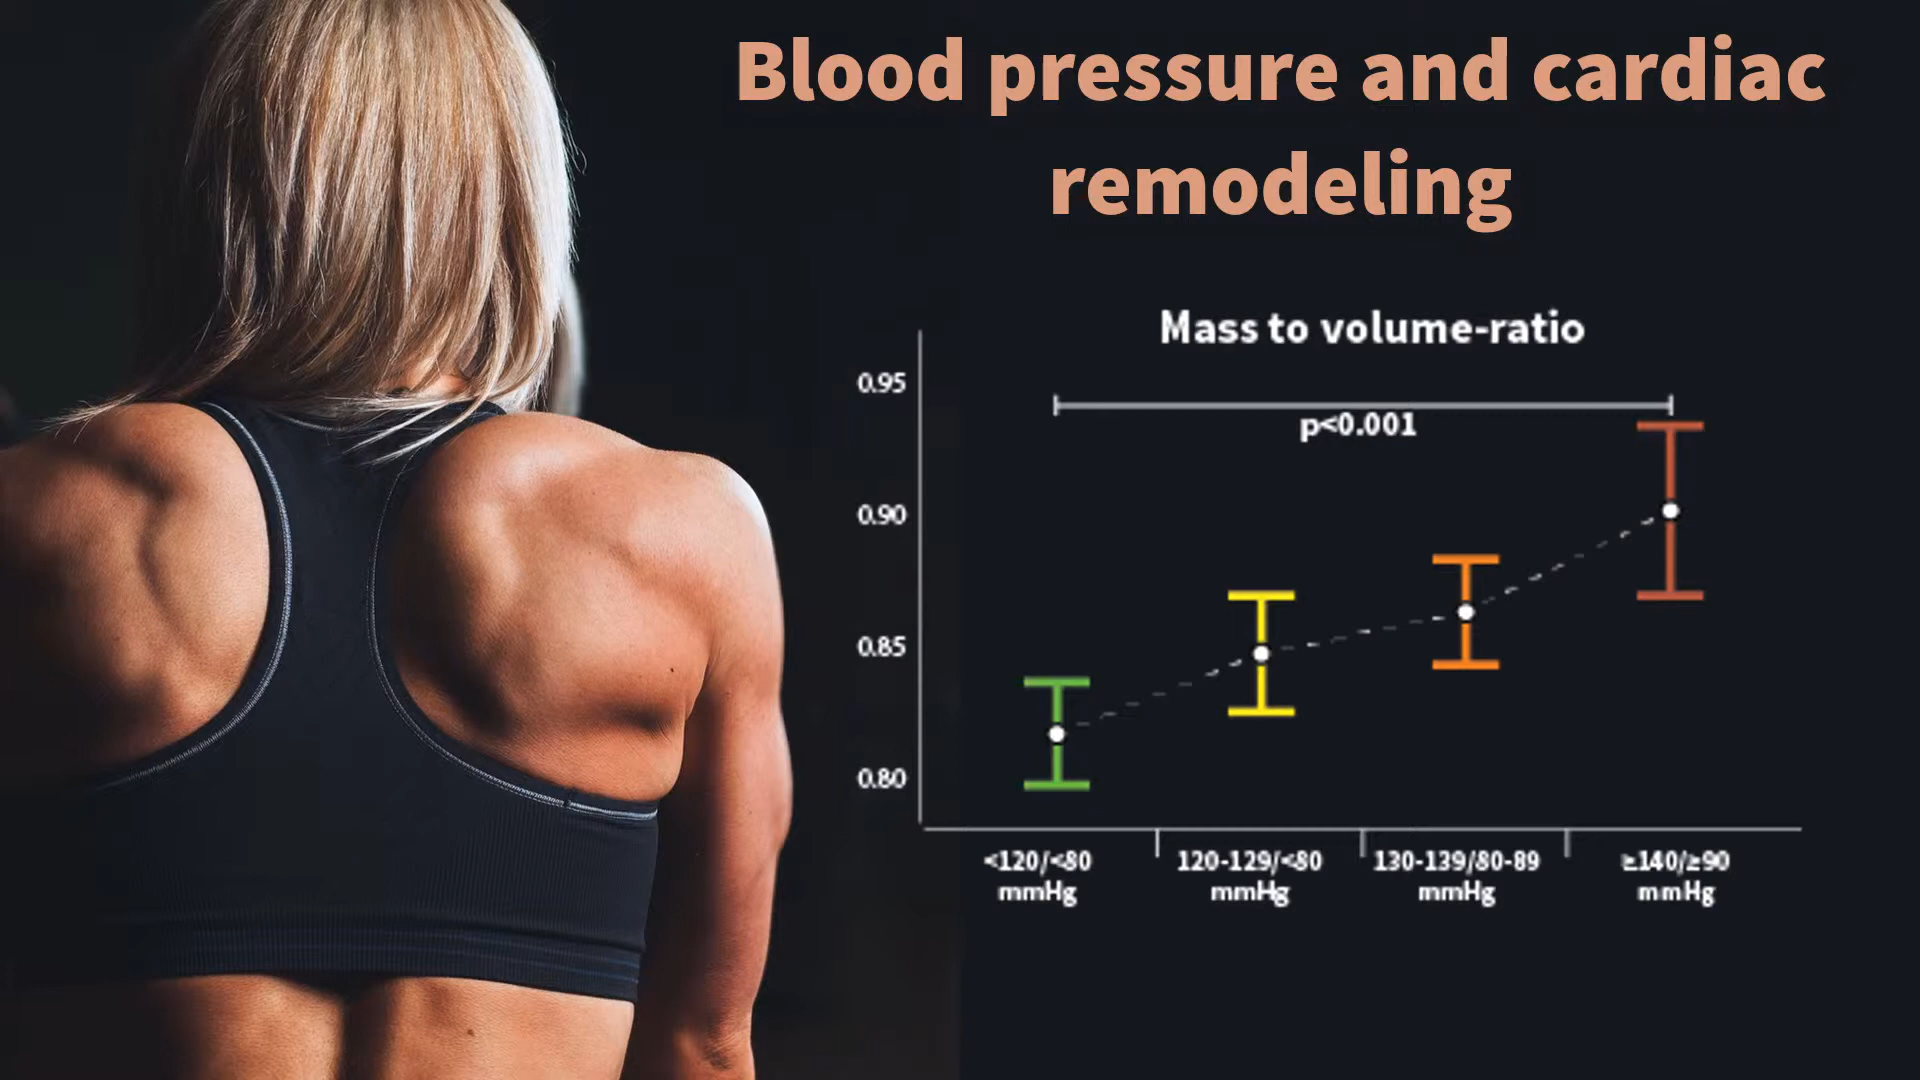 Blood pressure and cardiac
remodeling
Mass to volume-ratio
0.95
p<0.001
0.90
0.85
0.80
<120/<80
mmHg
120-129/<80
mmHg
130-139/80-89
mmHg
≥140/≥90
mmHg